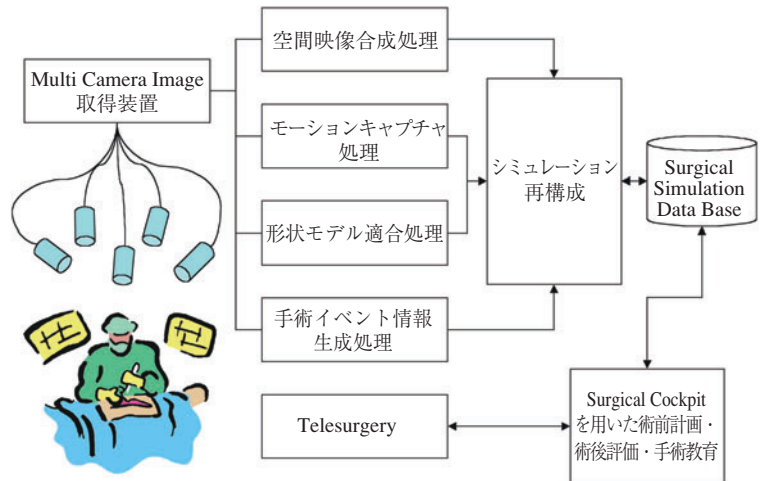 Multi Camera Image
取得装置
空間映像合成処理
モーションキャプチャ
処理
形状モデル適合処理
手術イベント情報
生成処理
シミュレーション
再構成
Surgical
Simulation
Data Base
Telesurgery
Surgical Cockpit
を用いた術前計画・
術後評価・手術教育